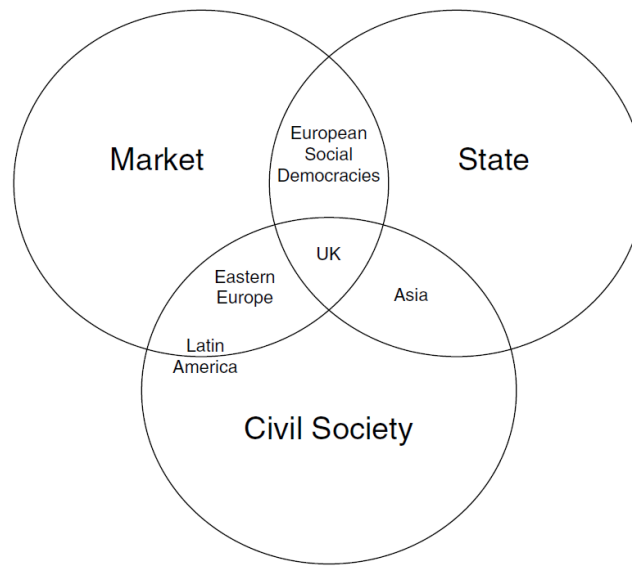 European
Social
Democracies
Market
State
UK
Eastern
Europe
Asia
Latin
America
Civil Society